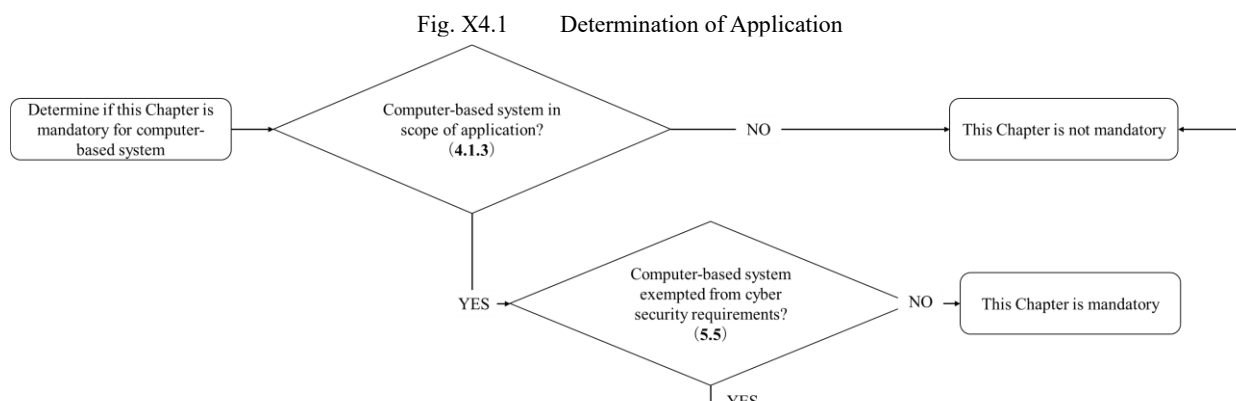 Fig. X4.1 Determination of Application
Determine if this Chapter is
mandatory for computer-
based system
Computer-based system in
scope of application?
(4.1.3)
NO
This Chapter is not mandatory
YES
Computer-based system
exempted from cyber
security requirements?
(5.5)
NO
This Chapter is mandatory
YES